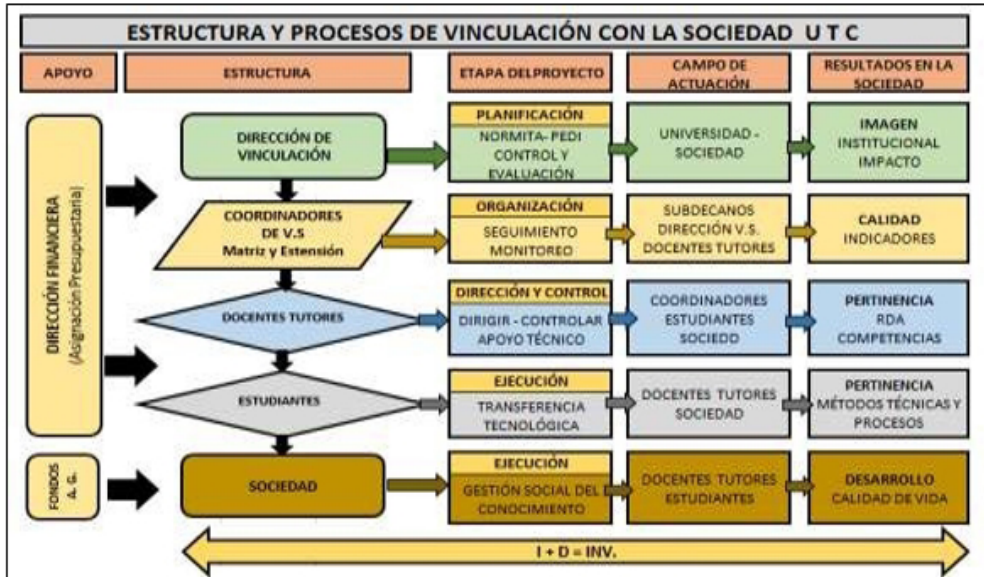 ESTRUCTURA Y PROCESOS DE VINCULACIÓN CON LA SOCIEDAD U T C
APOYO
ESTRUCTURA
ETAPA DELPROYECTO
CAMPO DE
ACTUACIÓN
RESULTADOS EN LA
SOCIEDAD
DIRECCIÓN FINANCIERA
(Asignación Presupuestaria)
DIRECCIÓN DE
VINCULACIÓN
PLANIFICACIÓN
NORMITA- PEDI
CONTROL Y
EVALUACIÓN
UNIVERSIDAD -
SOCIEDAD
IMAGEN
INSTITUCIONAL
IMPACTO
COORDINADORES
DE V.S
Matriz y Extensión
ORGANIZACIÓN
SEGUIMIENTO
MONITOREO
SUBDECANOS
DIRECCIÓN V.S.
DOCENTES TUTORES
CALIDAD
INDICADORES
DOCENTES TUTORES
DIRECCIÓN Y CONTROL
DIRIGIR - CONTROLAR
APOYO TÉCNICO
COORDINADORES
ESTUDIANTES
SOCIEDD
PERTINENCIA
RDA
COMPETENCIAS
ESTUDIANTES
EJECUCIÓN
TRANSFERENCIA
TECNOLÓGICA
DOCENTES TUTORES
SOCIEDAD
PERTINENCIA
MÉTODOS TÉCNICAS Y
PROCESOS
FONDOS
A. G.
SOCIEDAD
EJECUCIÓN
GESTIÓN SOCIAL DEL
CONOCIMIENTO
DOCENTES TUTORES
ESTUDIANTES
DESARROLLO
CALIDAD DE VIDA
I + D = INV.